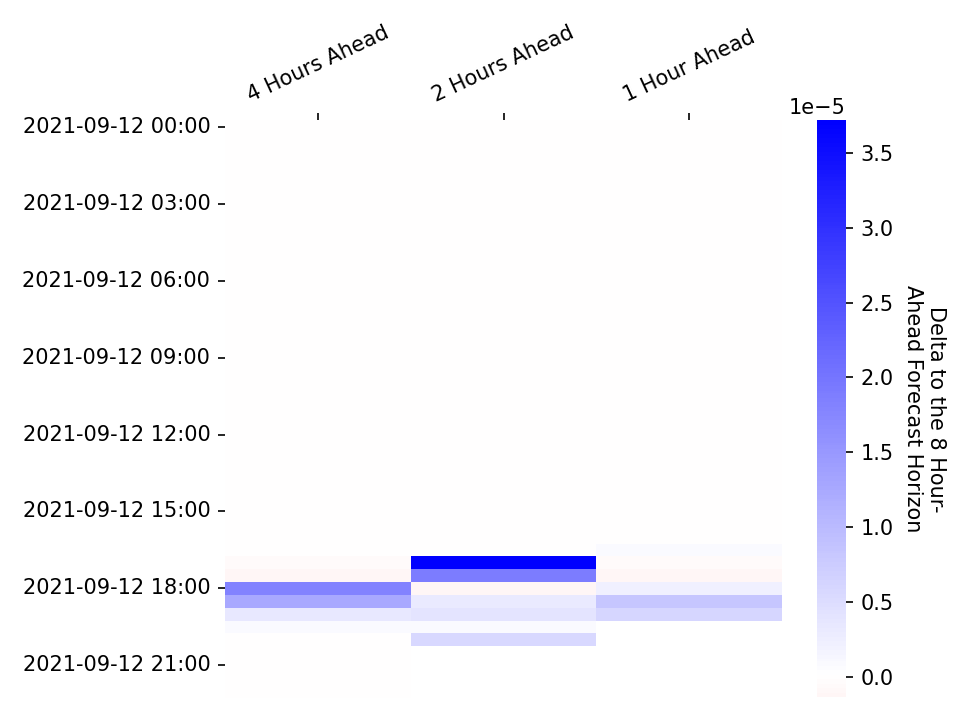 4 Hours Ahead
2 Hours Ahead
1 Hour Ahead
1e−5
2021-09-12 00:00
2021-09-12 03:00
2021-09-12 06:00
2021-09-12 09:00
2021-09-12 12:00
2021-09-12 15:00
2021-09-12 18:00
2021-09-12 21:00
3.5
3.0
2.5
2.0
1.5
1.0
0.5
0.0
Delta to the 8 Hour-
Ahead Forecast Horizon